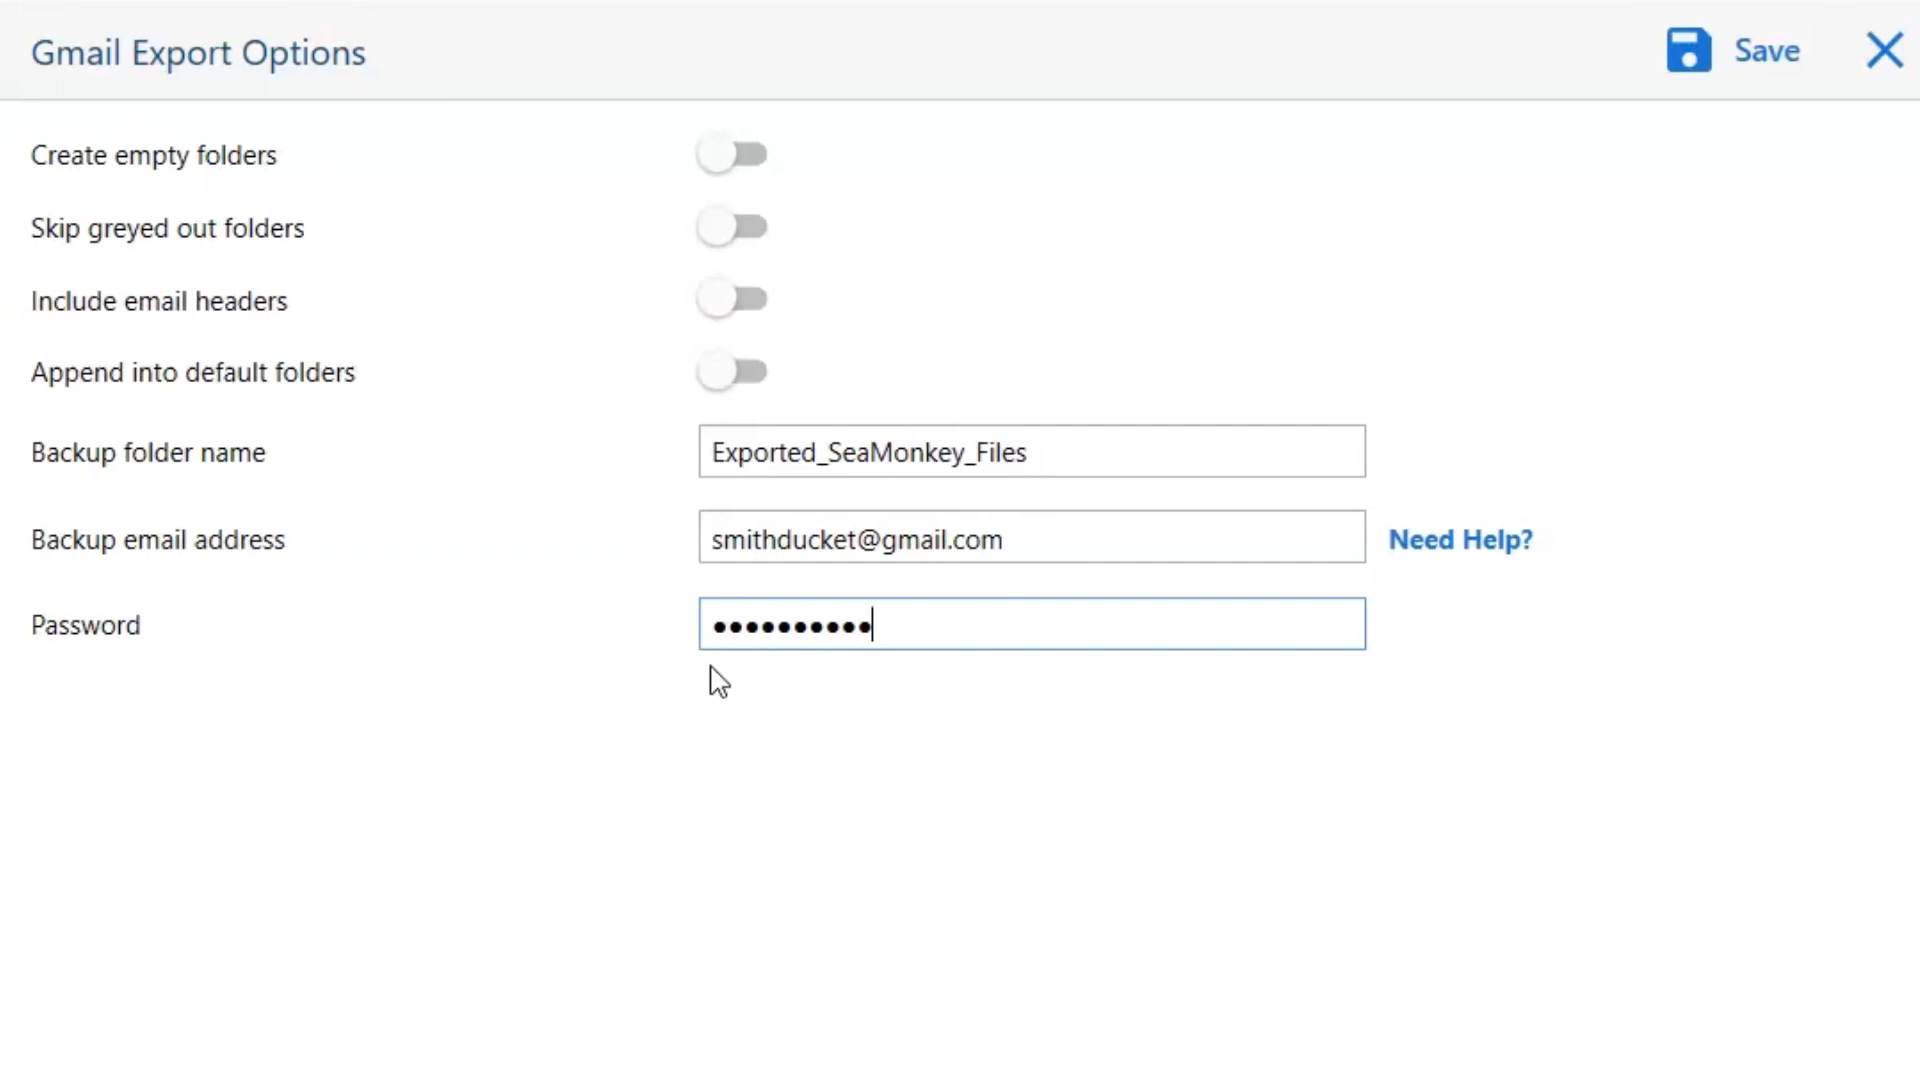 Gmail Export Options
Save
Create empty folders
Skip greyed out folders
Include email headers
Append into default folders
Backup folder name
Exported_SeaMonkey_Files
Backup email address
smithducket@gmail.com
Need Help?
Password
••••••••••